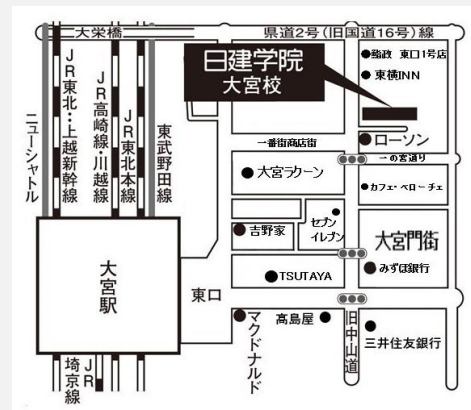 大栄橋
県道2号(旧国道16号)線
日建学院
大宮校
鮨政 東口1号店
東横INN
ニューシャトル
JR東北・上越新幹線
JR高崎線・川越線
JR東北本線
東武野田線
ローソン
一番街商店街
一の宮通り
大宮ラクーン
カフェ・ベローチェ
吉野家
セブン
イレブン
大宮門街
みずほ銀行
大宮駅
東口
TSUTAYA
マクドナルド
高島屋
旧中山道
三井住友銀行
JR
埼京線